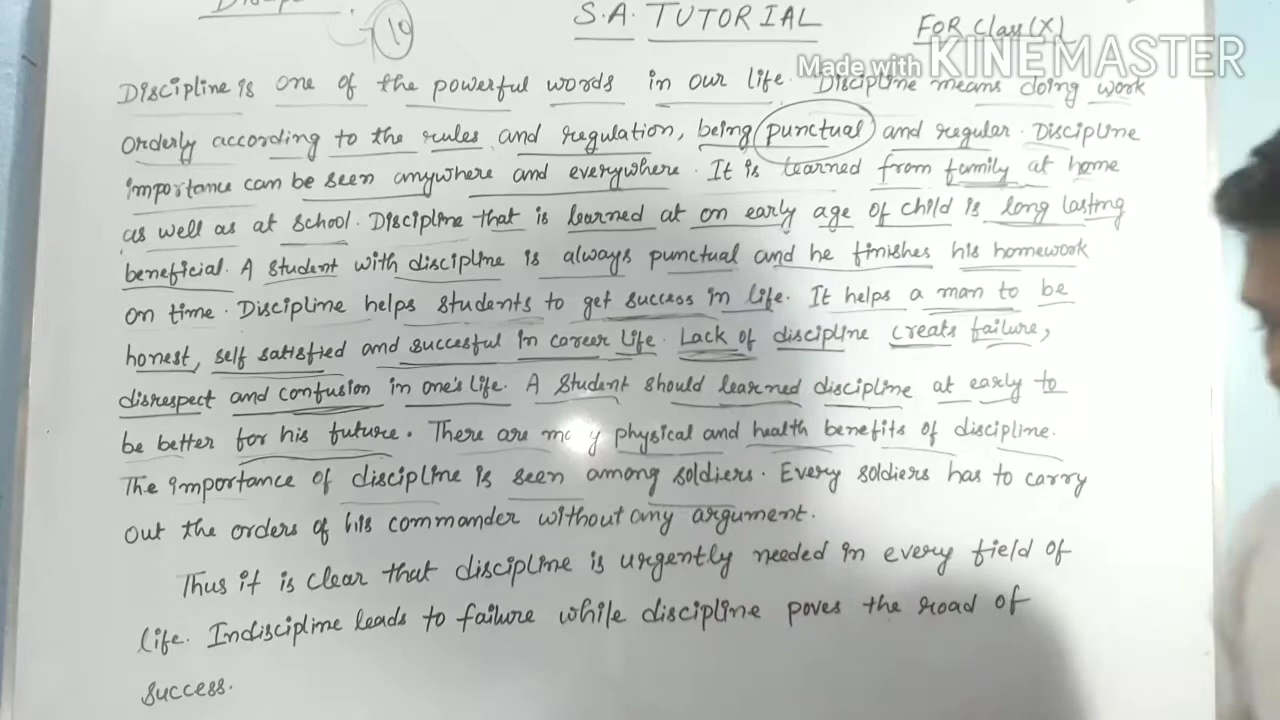 S.A. TUTORIAL
10
FOR Class (X)
Made with KINEMASTER
Discipline is one of the powerful words in our life. Discipline means doing work
orderly according to the rules and regulation, being punctual and regular. Discipline
importance can be seen anywhere and everywhere. It is learned from family at home
as well as at school. Discipline that is learned at an early age of child is long lasting
beneficial. A student with discipline is always punctual and he finishes his homework
on time. Discipline helps students to get success in life. It helps a man to be
honest, self satisfied and succesful in career life. Lack of discipline creats failure,
disrespect and confusion in one's life. A student should learned discipline at early to
be better for his future. There are physical and health benefits of discipline.
The importance of discipline is seen among soldiers. Every soldiers has to carry
out the orders of his commander without any argument.
Thus it is clear that discipline is urgently needed in every field of
life. Indiscipline leads to failure while discipline poves the road of
success.